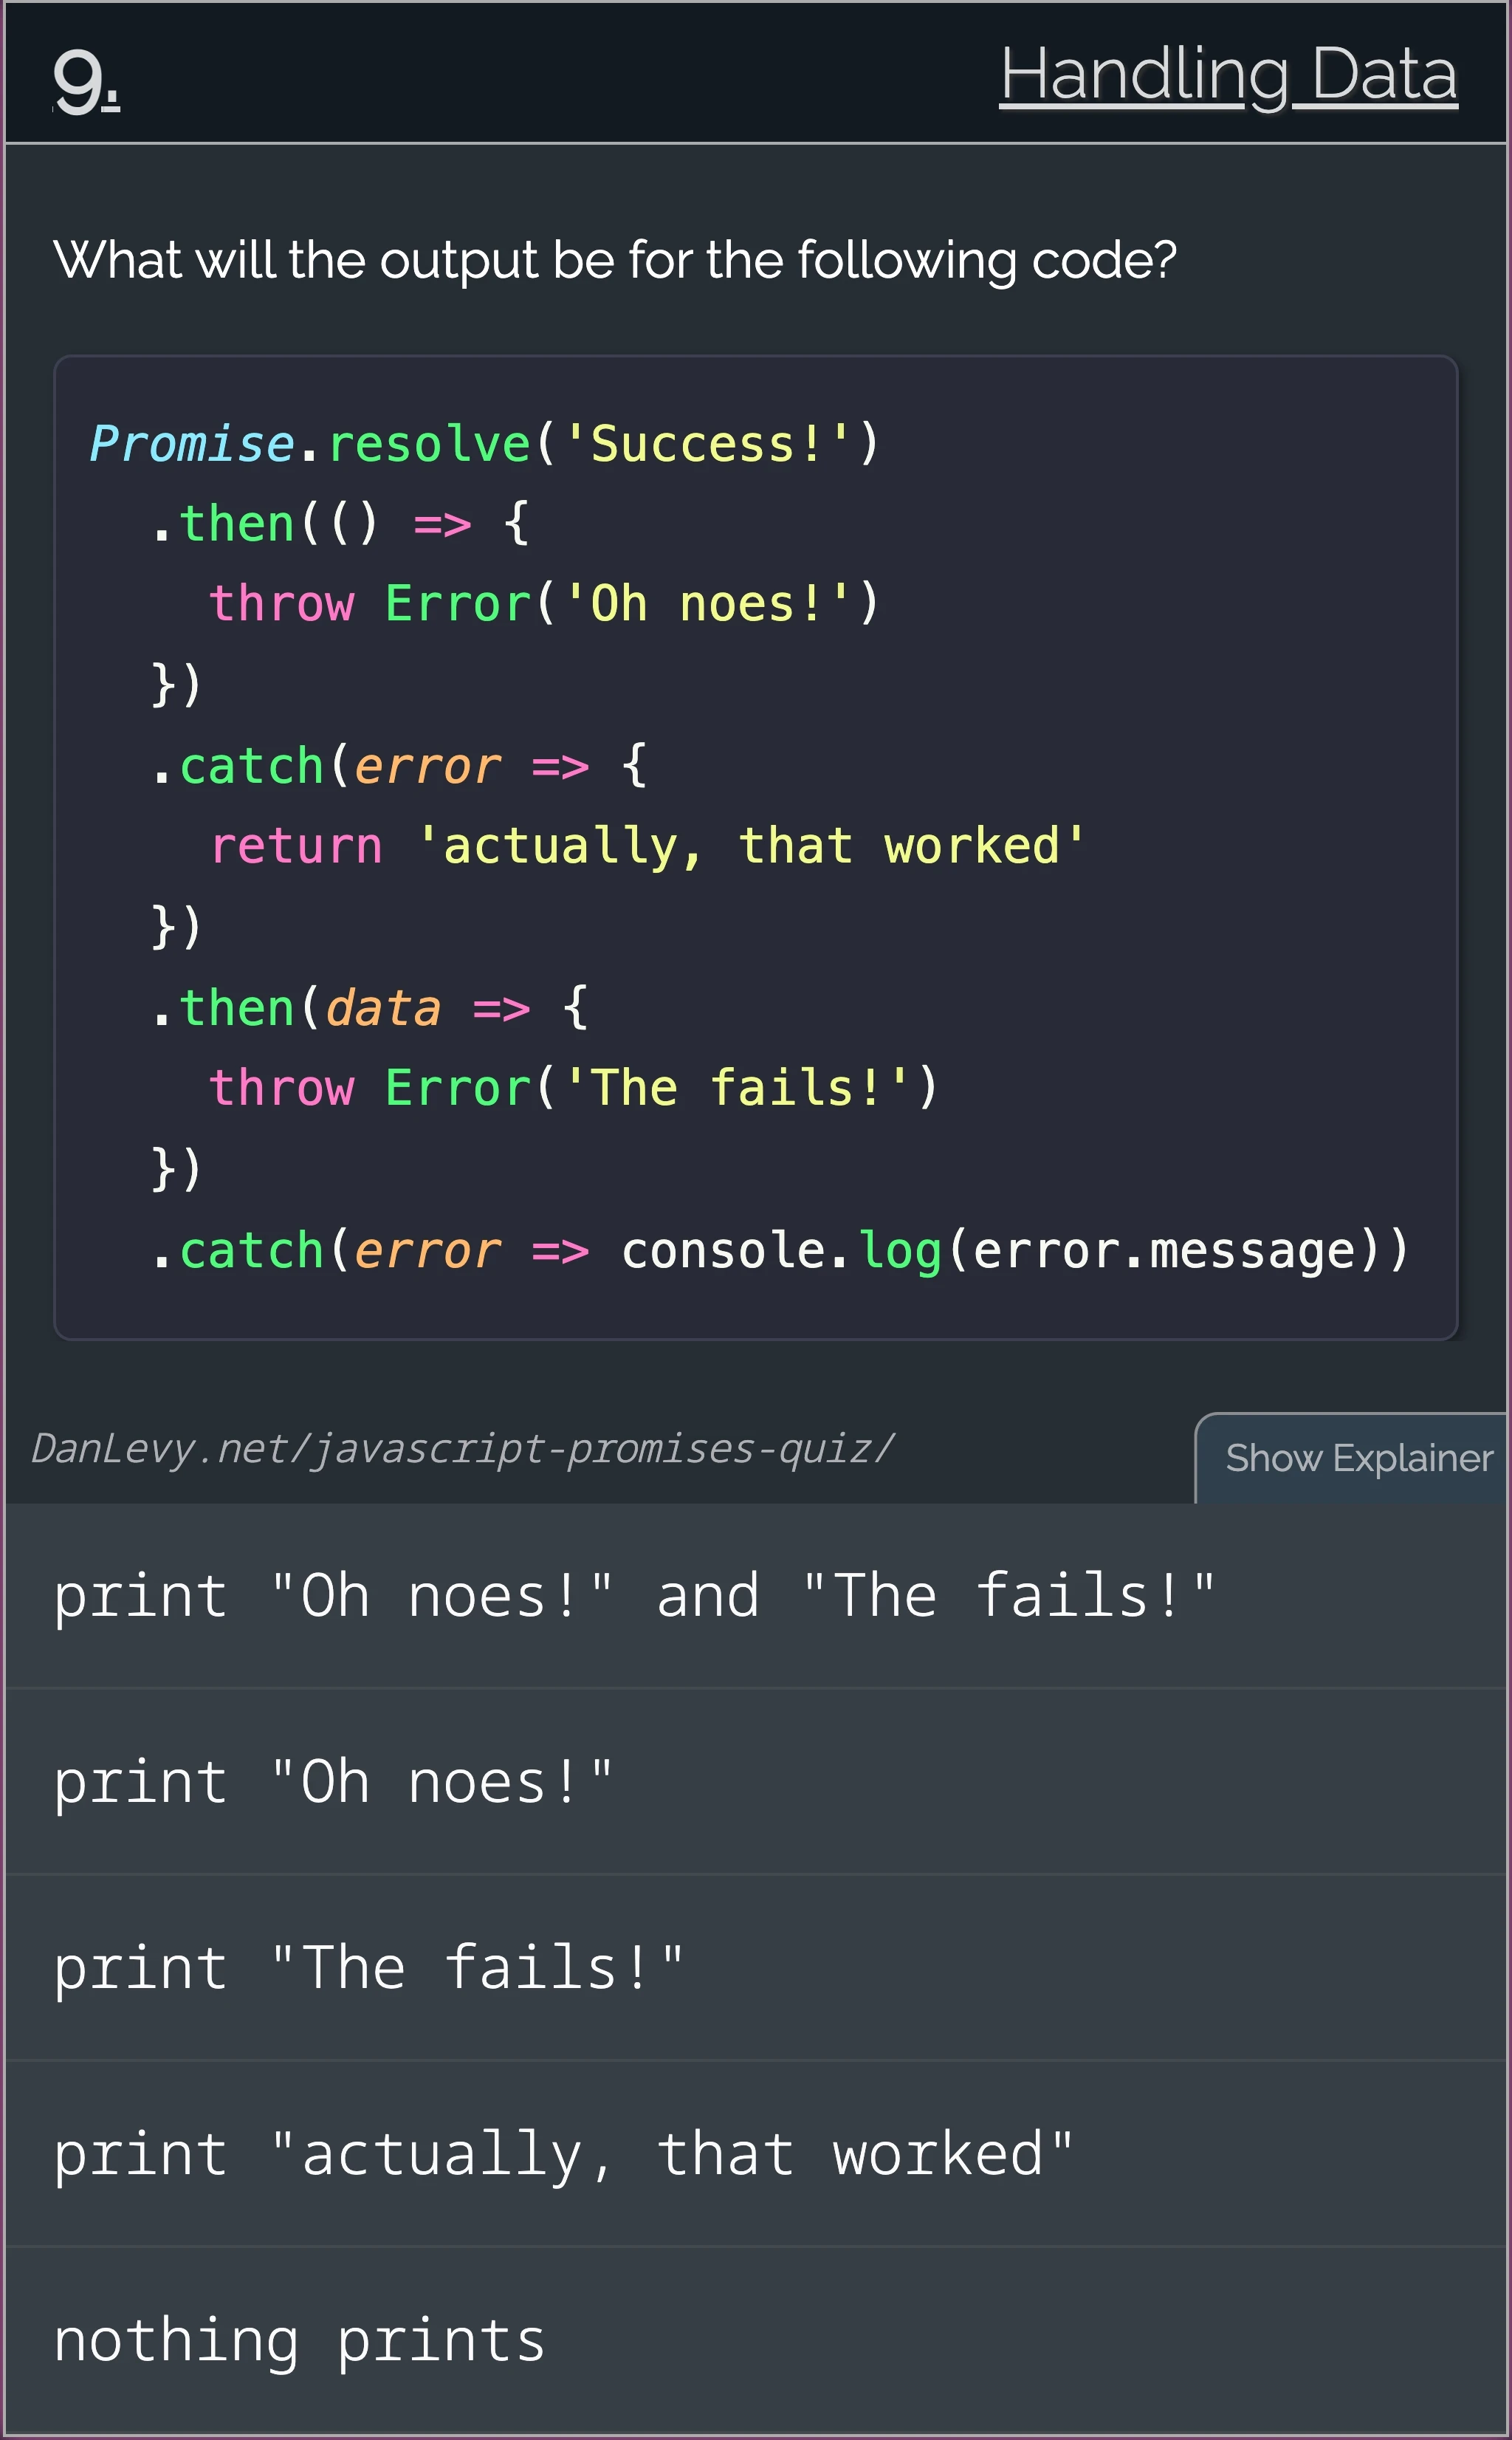 9.
Handling Data
What will the output be for the following code?
Promise.resolve('Success!')
  .then(() => {
    throw Error('Oh noes!')
  })
  .catch(error => {
    return 'actually, that worked'
  })
  .then(data => {
    throw Error('The fails!')
  })
  .catch(error => console.log(error.message))
DanLevy.net/javascript-promises-quiz/
Show Explainer
print "Oh noes!" and "The fails!"
print "Oh noes!"
print "The fails!"
print "actually, that worked"
nothing prints